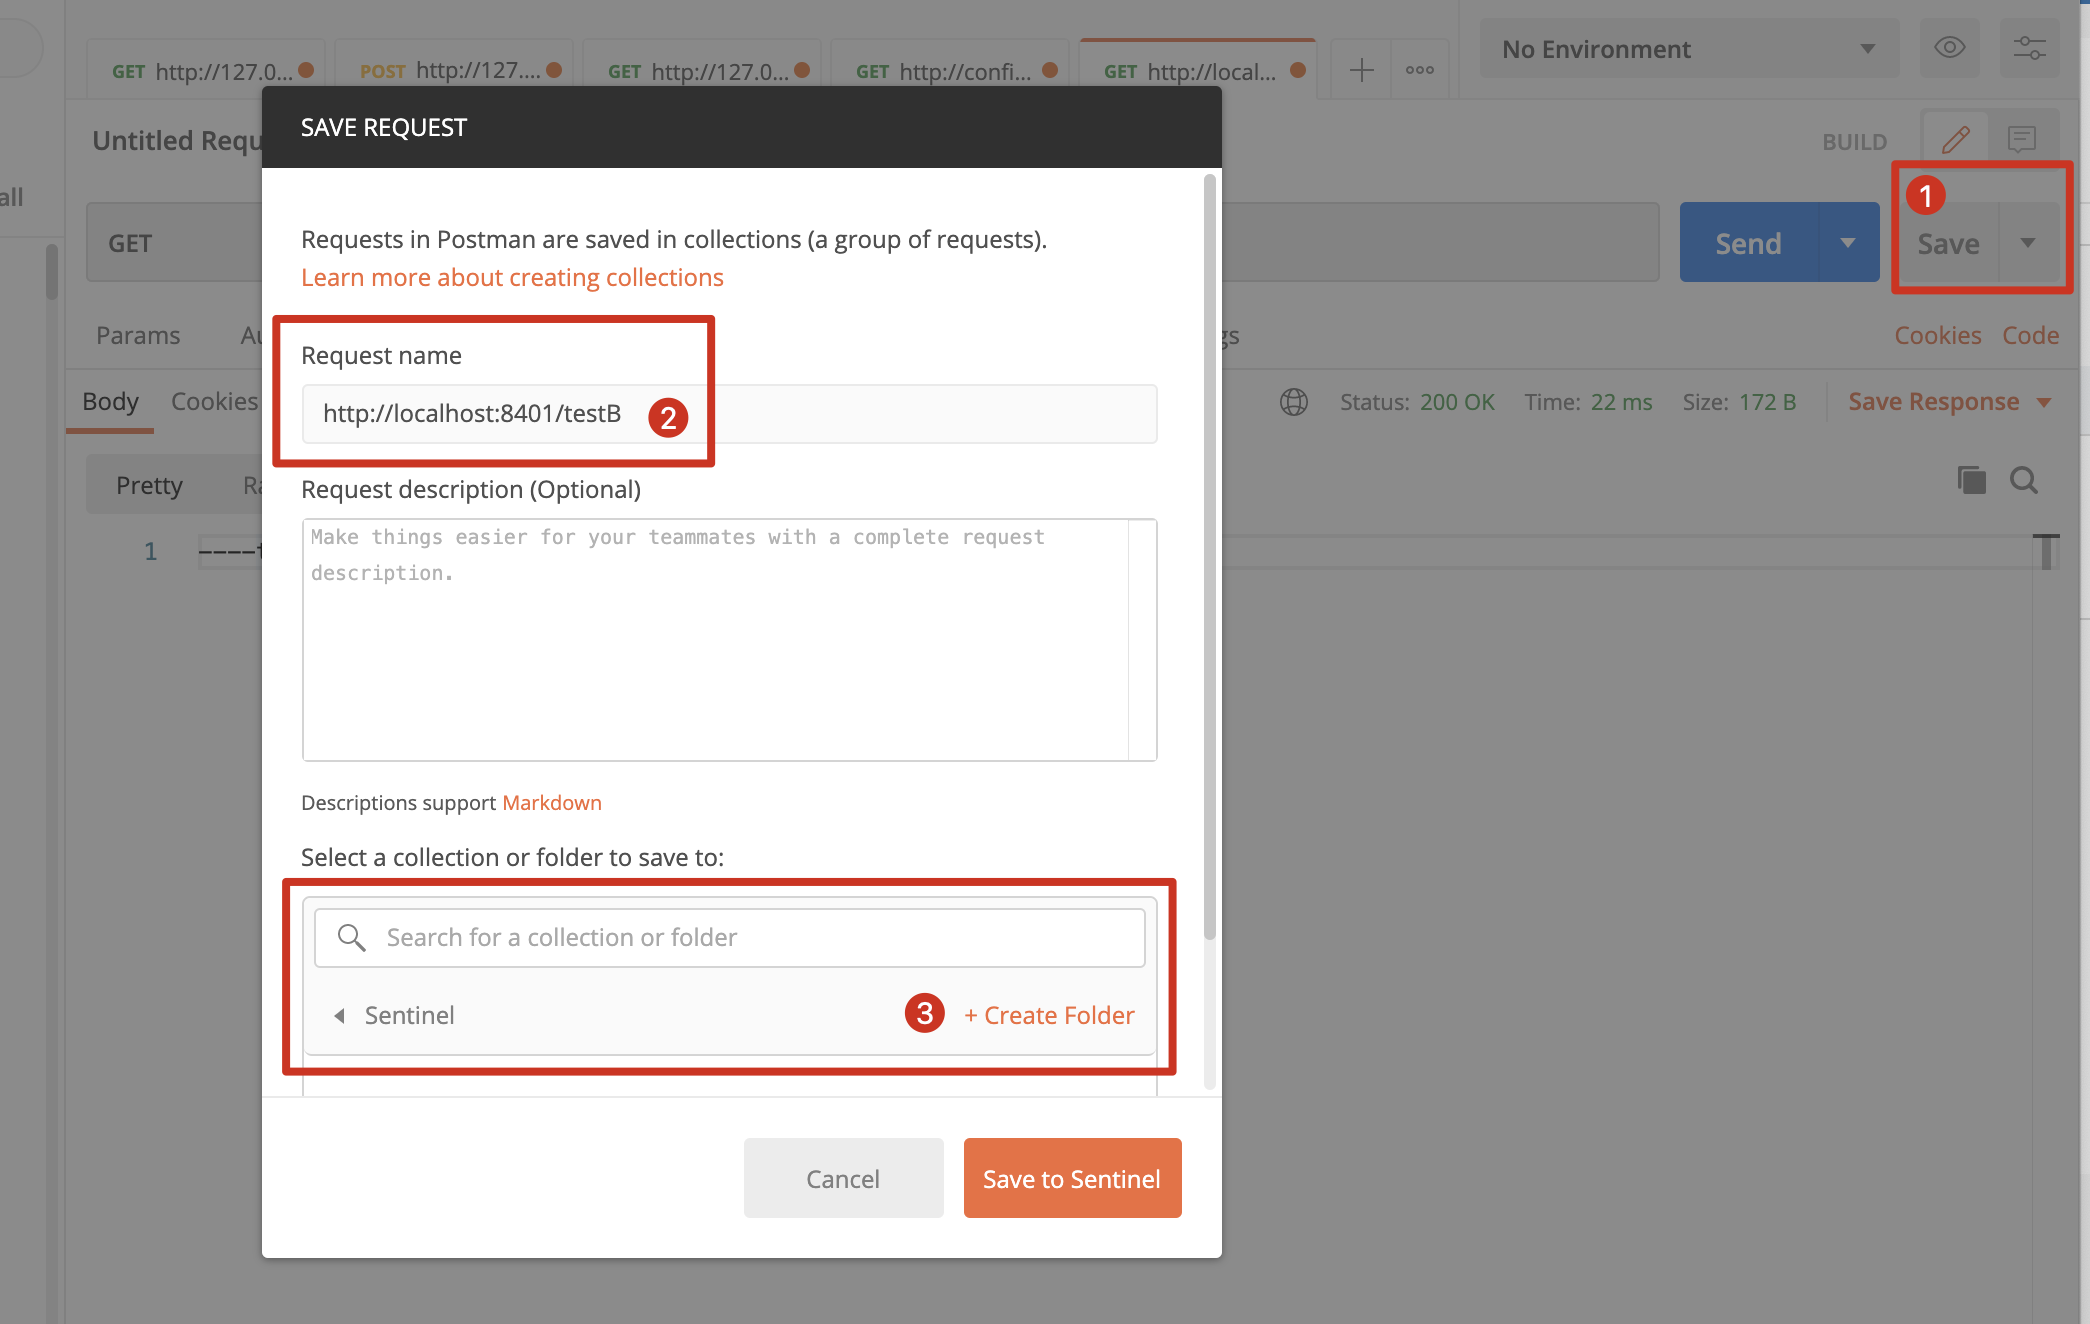 GET http://127.0...
POST http://127....
GET http://127.0...
GET http://confi...
GET http://local...
No Environment
SAVE REQUEST
Untitled Requ
BUILD
all
1
GET
Send
Save
Requests in Postman are saved in collections (a group of requests).
Learn more about creating collections
Params
Au
gs
Cookies Code
Request name
http://localhost:8401/testB
2
Body
Cookies
Status: 200 OK Time: 22 ms Size: 172 B
Save Response
Pretty
Ra
Request description (Optional)
Make things easier for your teammates with a complete request
description.
1 ----t
Descriptions support Markdown
Select a collection or folder to save to:
Search for a collection or folder
Sentinel
3
+ Create Folder
Cancel
Save to Sentinel